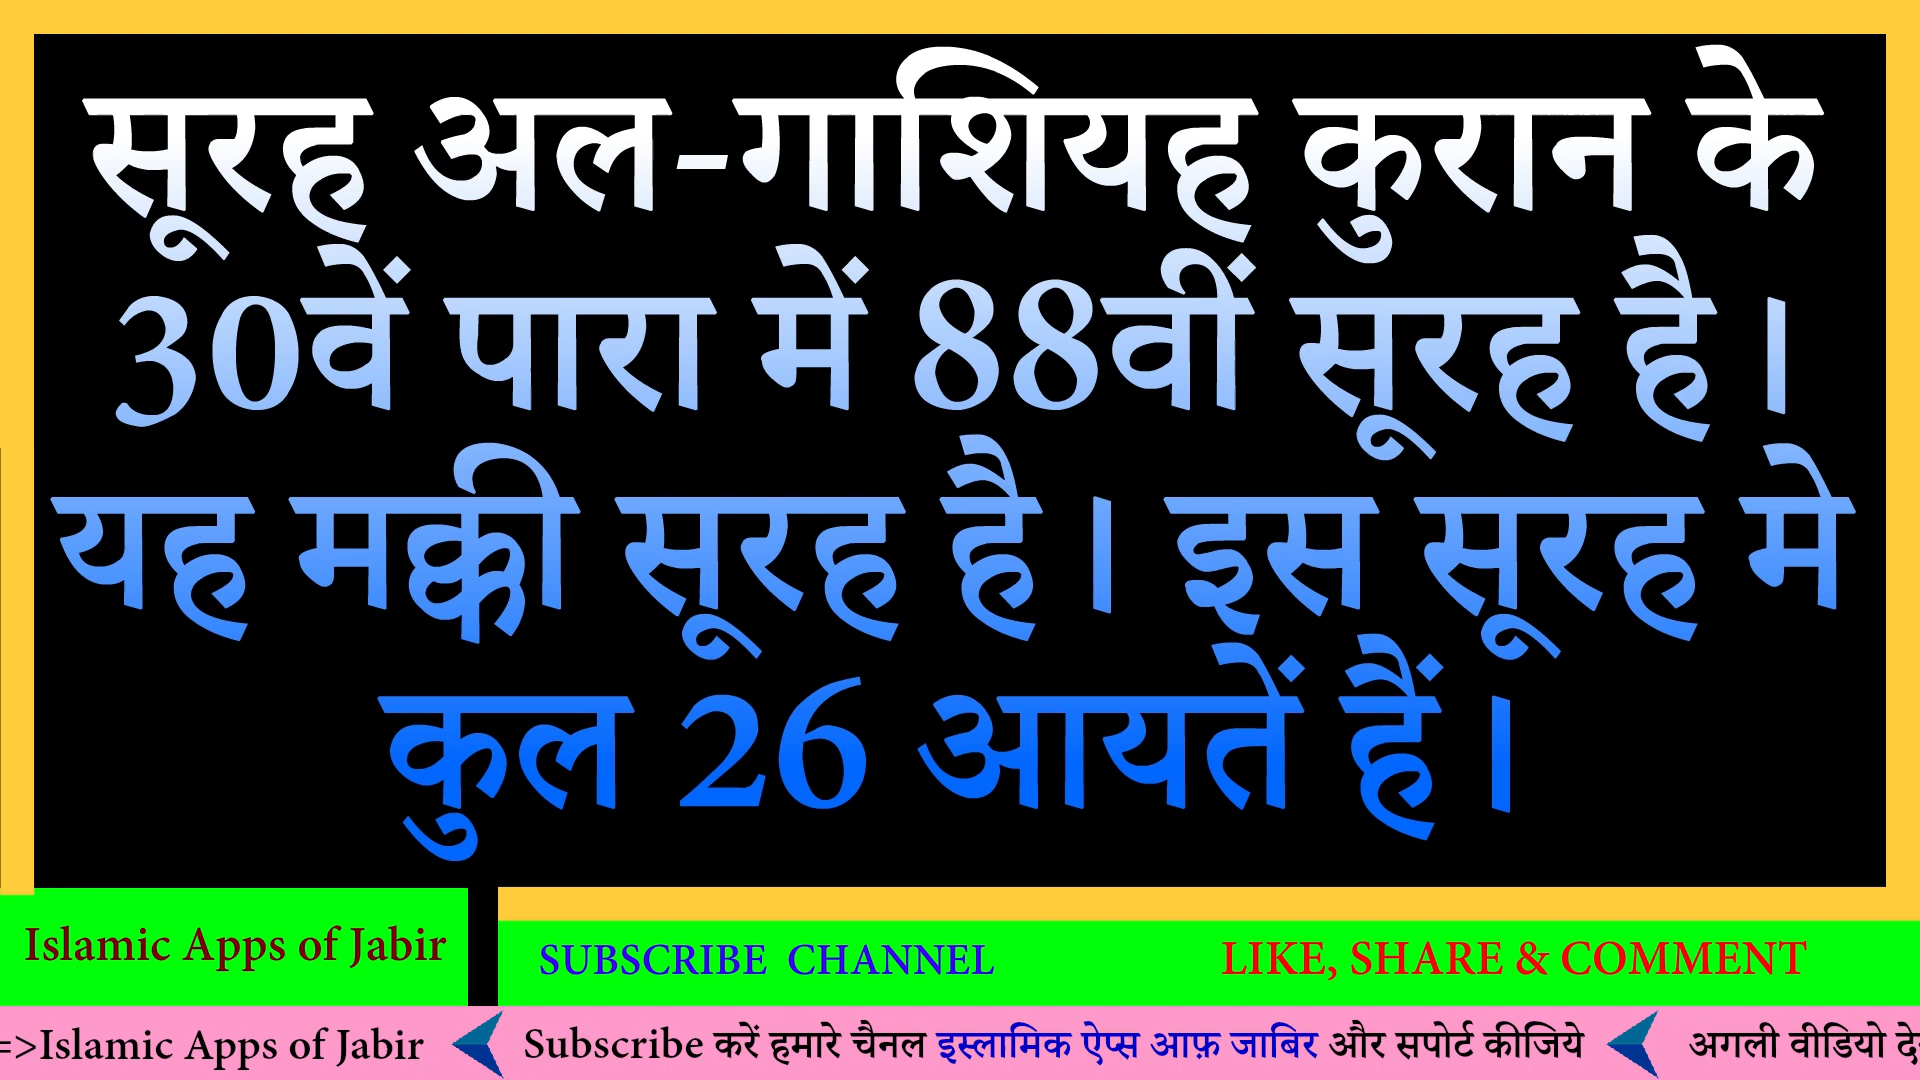 सूरह अल-गाशियह कुरान के
30वें पारा में 88वीं सूरह है।
यह मक्की सूरह है। इस सूरह मे
कुल 26 आयतें हैं।
Islamic Apps of Jabir
SUBSCRIBE CHANNEL
LIKE, SHARE & COMMENT
=>Islamic Apps of Jabir Subscribe करें हमारे चैनल इस्लामिक ऐप्स आफ़ जाबिर और सपोर्ट कीजिये अगली वीडियो